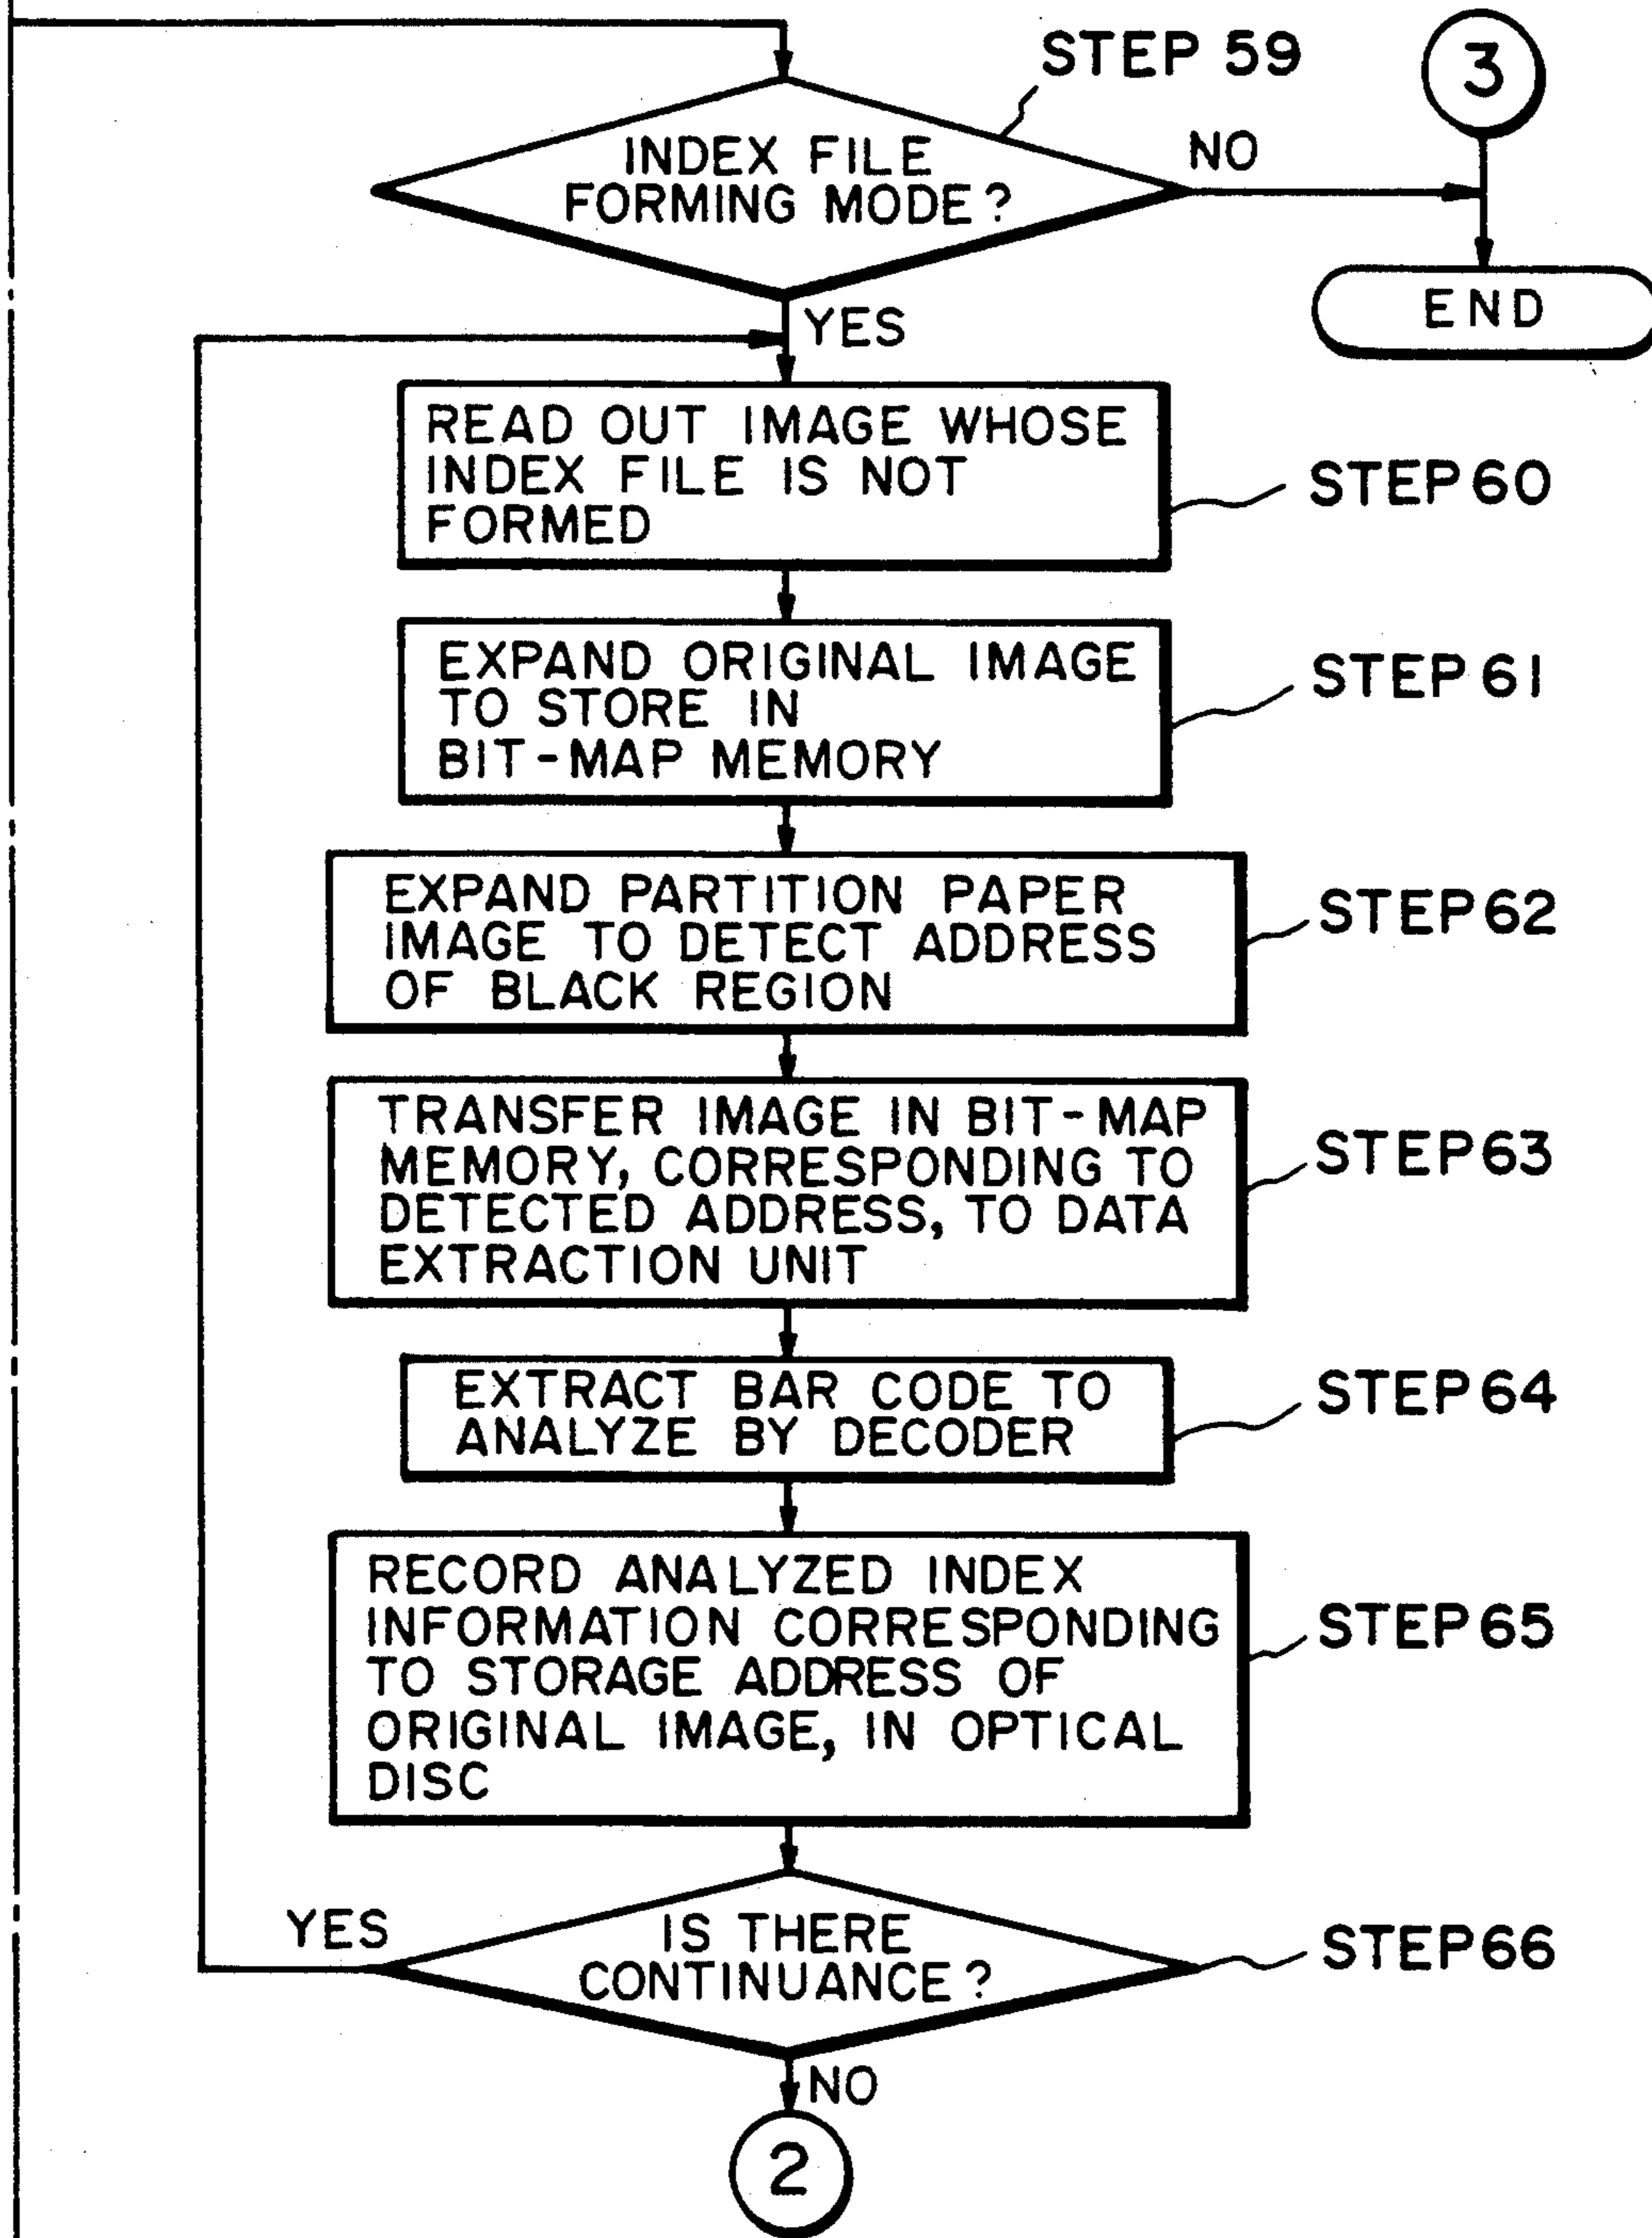 STEP 59
3
INDEX FILE
FORMING MODE?
NO
END
YES
READ OUT IMAGE WHOSE
INDEX FILE IS NOT
FORMED
STEP 60
EXPAND ORIGINAL IMAGE
TO STORE IN
BIT-MAP MEMORY
STEP 61
EXPAND PARTITION PAPER
IMAGE TO DETECT ADDRESS
OF BLACK REGION
STEP 62
TRANSFER IMAGE IN BIT-MAP
MEMORY, CORRESPONDING TO
DETECTED ADDRESS, TO DATA
EXTRACTION UNIT
STEP 63
EXTRACT BAR CODE TO
ANALYZE BY DECODER
STEP 64
RECORD ANALYZED INDEX
INFORMATION CORRESPONDING
TO STORAGE ADDRESS OF
ORIGINAL IMAGE, IN OPTICAL
DISC
STEP 65
YES
IS THERE
CONTINUANCE?
STEP 66
NO
2